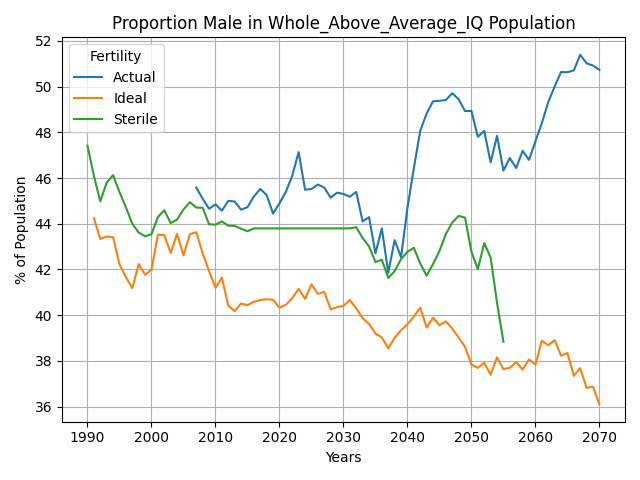 Proportion Male in Whole_Above_Average_IQ Population
Fertility
Actual
Ideal
Sterile
% of Population
52
50
48
46
44
42
40
38
36
1990 2000 2010 2020 2030 2040 2050 2060 2070
Years